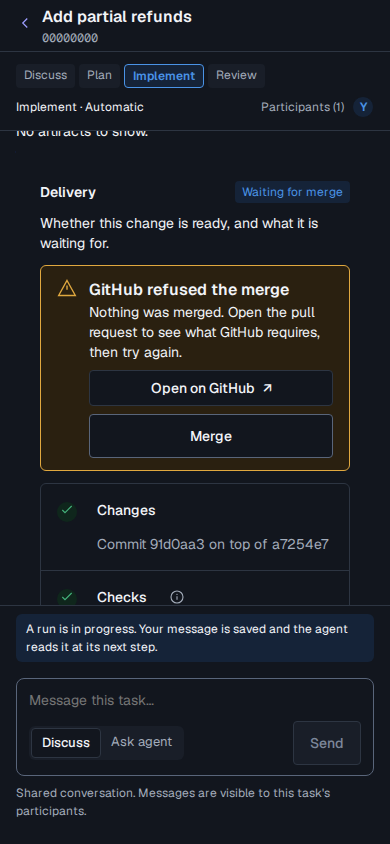 Add partial refunds
00000000
Discuss
Plan
Implement
Review
Implement · Automatic
Participants (1)
Y
No artifacts to show.
Delivery
Waiting for merge
Whether this change is ready, and what it is
waiting for.
GitHub refused the merge
Nothing was merged. Open the pull
request to see what GitHub requires,
then try again.
Open on GitHub ↗
Merge
Changes
Commit 91d0aa3 on top of a7254e7
Checks
A run is in progress. Your message is saved and the agent
reads it at its next step.
Message this task...
Discuss
Ask agent
Send
Shared conversation. Messages are visible to this task's
participants.